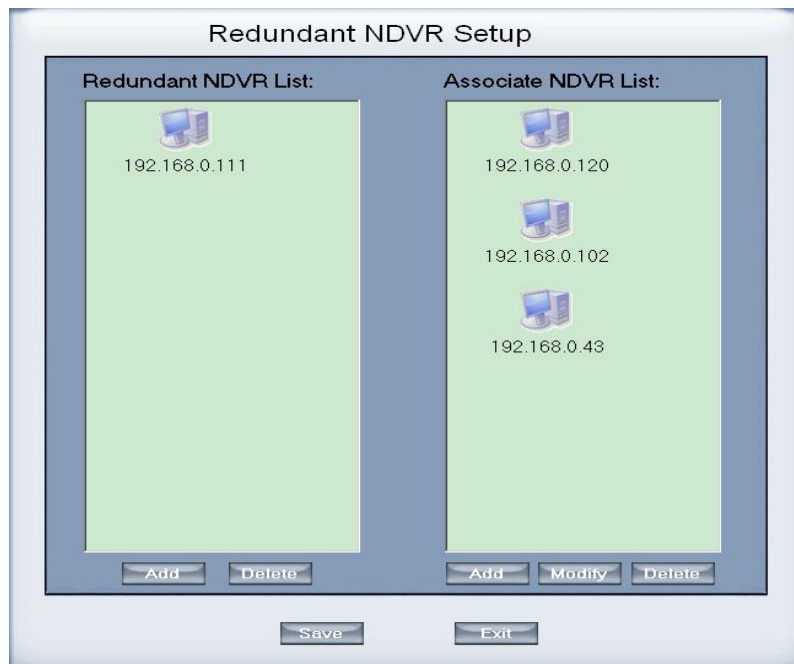 Redundant NDVR Setup
Redundant NDVR List:
192.168.0.111
Add Delete
Associate NDVR List:
192.168.0.120
192.168.0.102
192.168.0.43
Add Modify Delete
Save Exit